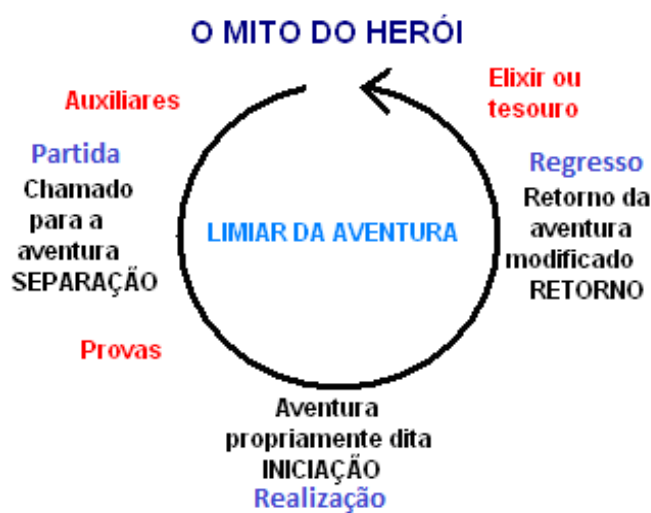 O MITO DO HERÓI
Auxiliares
Partida
Chamado
para a
aventura
SEPARAÇÃO
Provas
LIMIAR DA AVENTURA
Elixir ou
tesouro
Regresso
Retorno da
aventura
modificado
RETORNO
Aventura
propriamente dita
INICIAÇÃO
Realização